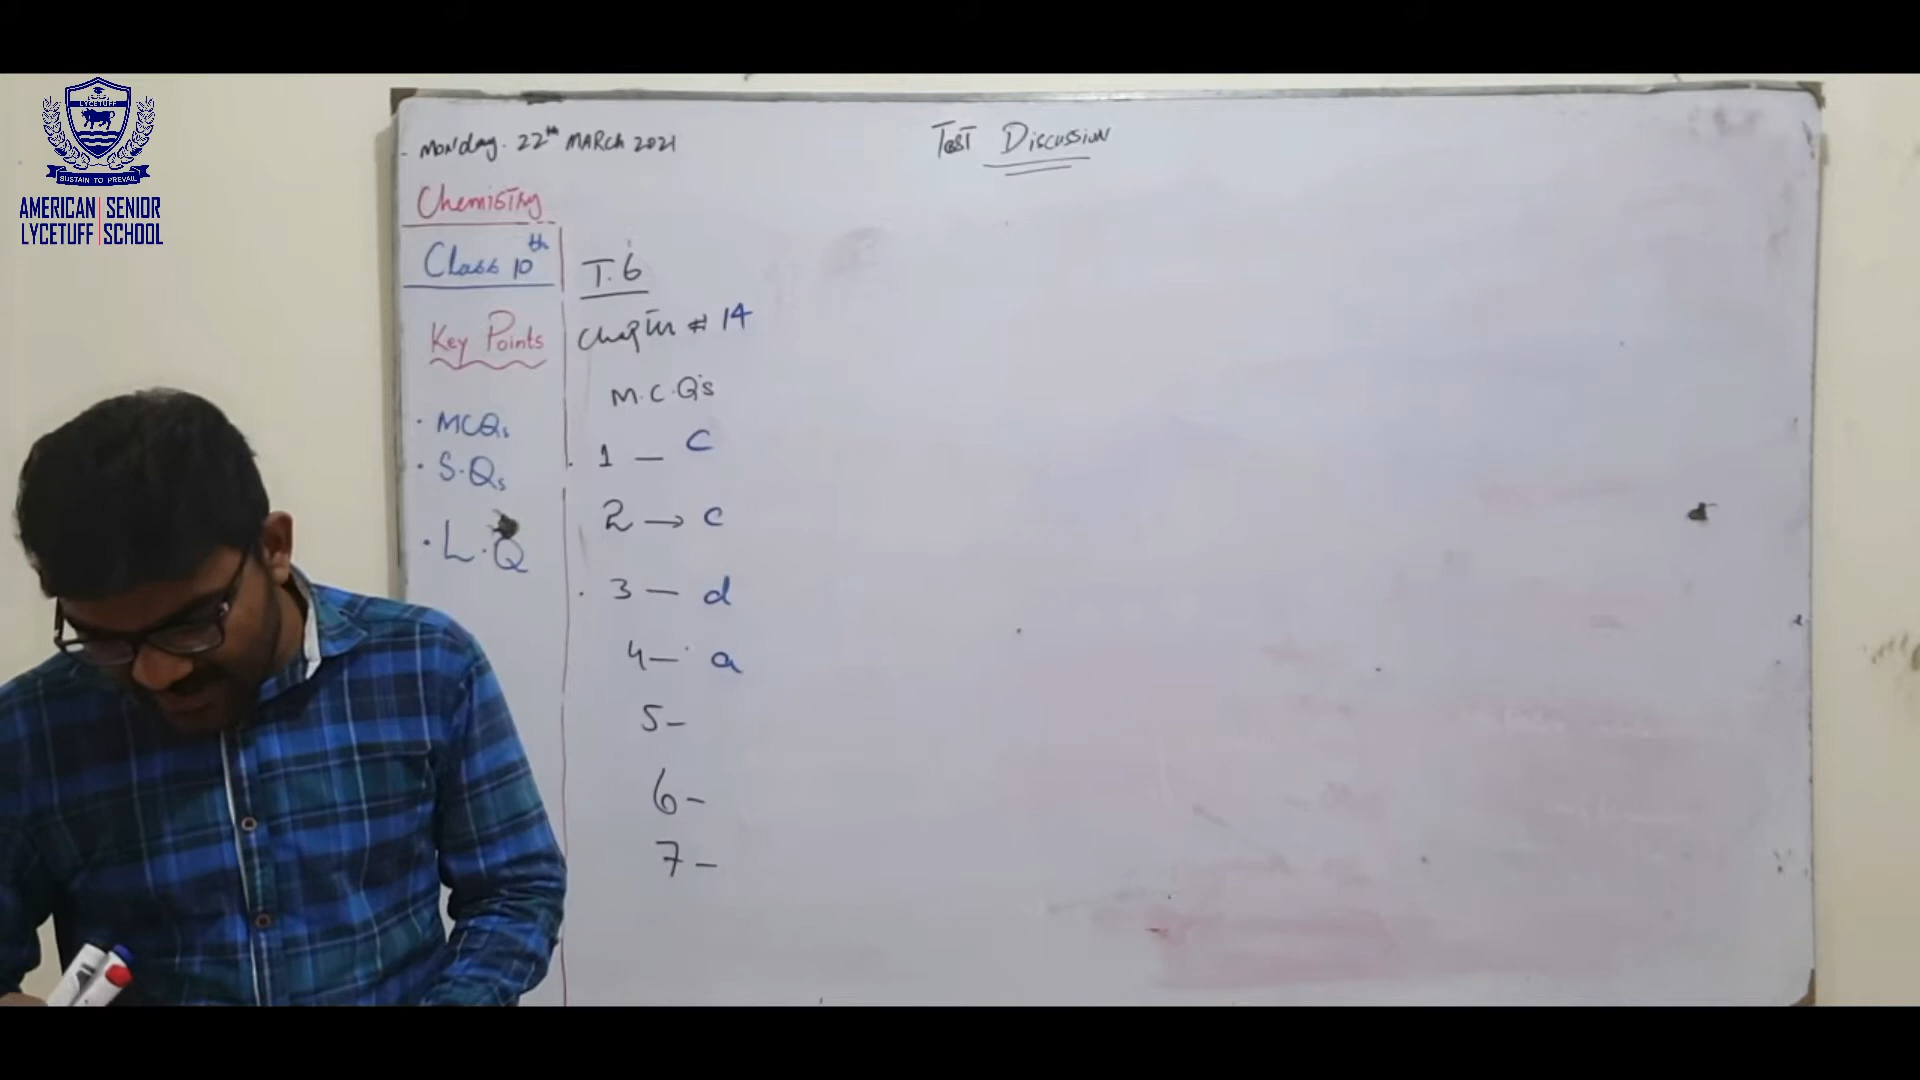 LYCETUFF
SUSTAIN TO PREVAIL
AMERICAN SENIOR
LYCETUFF SCHOOL
Monday. 22th MARCH 2021
Test Discussion
Chemistry
Class 10th
Key Points
• MCQs
• S.Qs
• L.Q
T.6
Chapter # 14
M.C.Q's
1 — C
2 → c
3 — d
4 — a
5 -
6 -
7 -